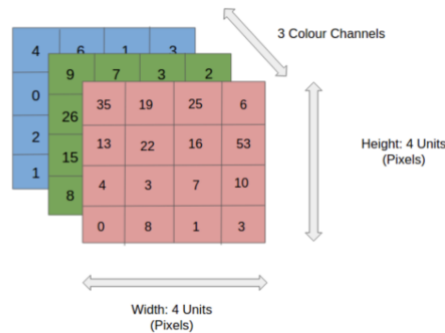 3 Colour Channels
4 6 1 3
9 7 3 2
0
35 19 25 6
26
13 22 16 53
2
15
4 3 7 10
1
8
0 8 1 3
Height: 4 Units
(Pixels)
Width: 4 Units
(Pixels)